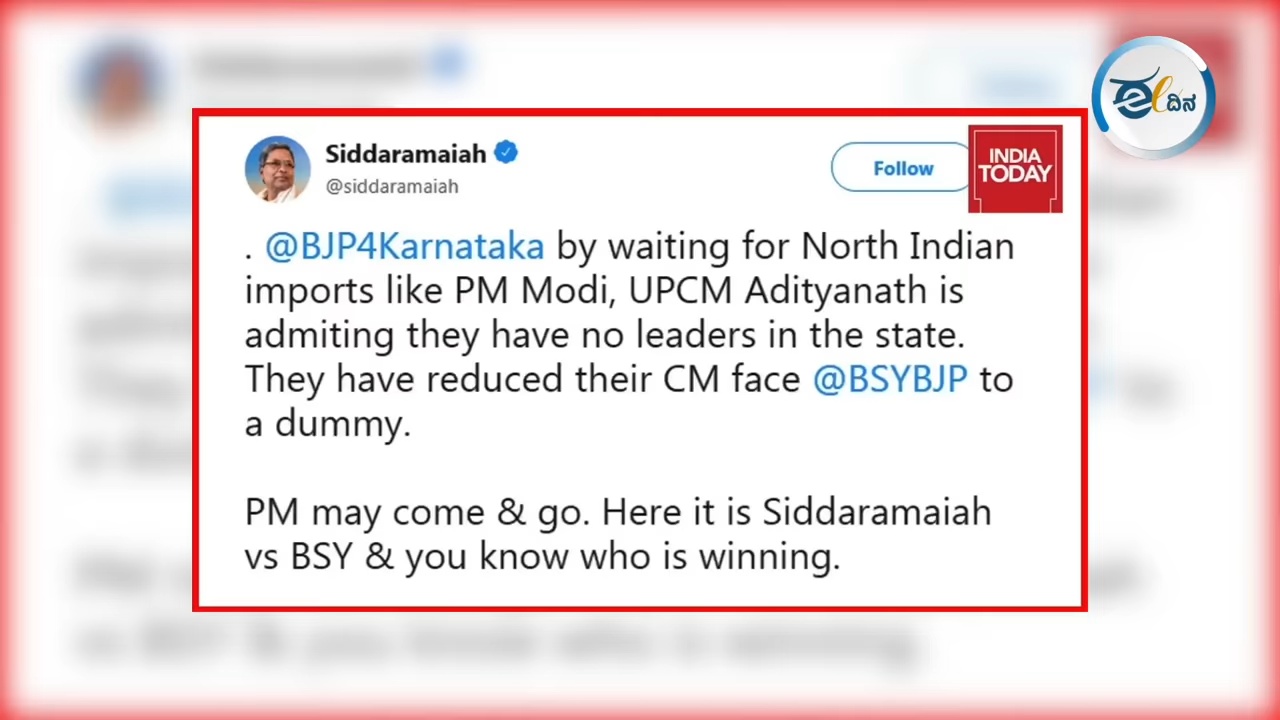 ಈ e ದಿನ
Siddaramaiah
@siddaramaiah
Follow
INDIA
TODAY
. @BJP4Karnataka by waiting for North Indian
imports like PM Modi, UPCM Adityanath is
admiting they have no leaders in the state.
They have reduced their CM face @BSYBJP to
a dummy.
PM may come & go. Here it is Siddaramaiah
vs BSY & you know who is winning.